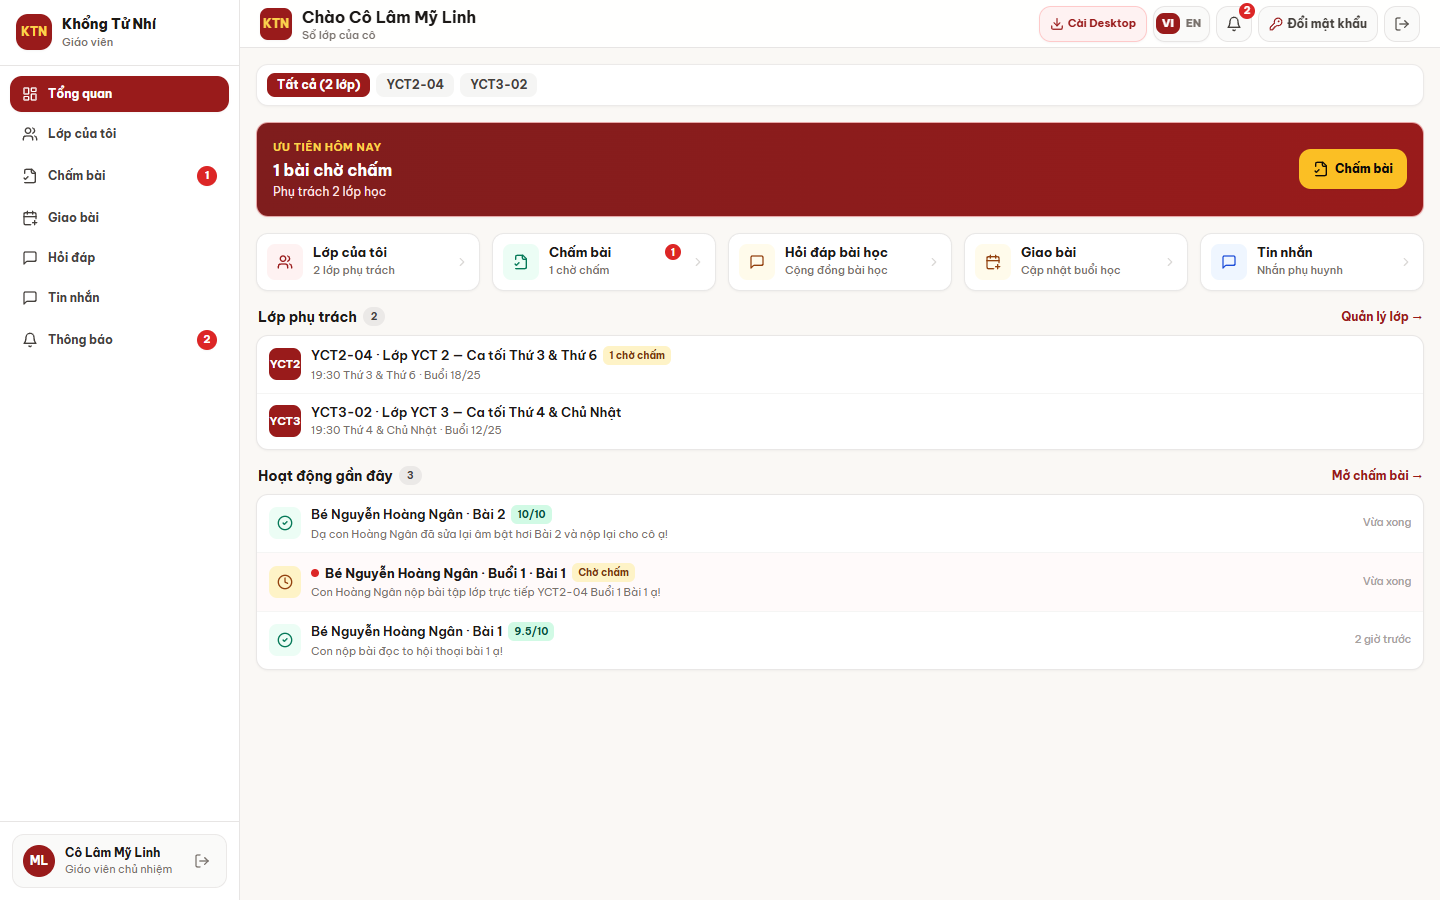 KTN
Khổng Tử Nhí
Giáo viên
Tổng quan
Lớp của tôi
Chấm bài 1
Giao bài
Hỏi đáp
Tin nhắn
Thông báo 2
ML
Cô Lâm Mỹ Linh
Giáo viên chủ nhiệm
KTN
Chào Cô Lâm Mỹ Linh
Sổ lớp của cô
Cài Desktop
VI EN
2
Đổi mật khẩu
Tất cả (2 lớp) YCT2-04 YCT3-02
ƯU TIÊN HÔM NAY
1 bài chờ chấm
Phụ trách 2 lớp học
Chấm bài
Lớp của tôi
2 lớp phụ trách
Chấm bài 1
1 chờ chấm
Hỏi đáp bài học
Cộng đồng bài học
Giao bài
Cập nhật buổi học
Tin nhắn
Nhắn phụ huynh
Lớp phụ trách 2
Quản lý lớp →
YCT2
YCT2-04 · Lớp YCT 2 — Ca tối Thứ 3 & Thứ 6 1 chờ chấm
19:30 Thứ 3 & Thứ 6 · Buổi 18/25
YCT3
YCT3-02 · Lớp YCT 3 — Ca tối Thứ 4 & Chủ Nhật
19:30 Thứ 4 & Chủ Nhật · Buổi 12/25
Hoạt động gần đây 3
Mở chấm bài →
Bé Nguyễn Hoàng Ngân · Bài 2 10/10
Dạ con Hoàng Ngân đã sửa lại âm bật hơi Bài 2 và nộp lại cho cô ạ!
Vừa xong
Bé Nguyễn Hoàng Ngân · Buổi 1 · Bài 1 Chờ chấm
Con Hoàng Ngân nộp bài tập lớp trực tiếp YCT2-04 Buổi 1 Bài 1 ạ!
Vừa xong
Bé Nguyễn Hoàng Ngân · Bài 1 9.5/10
Con nộp bài đọc to hội thoại bài 1 ạ!
2 giờ trước